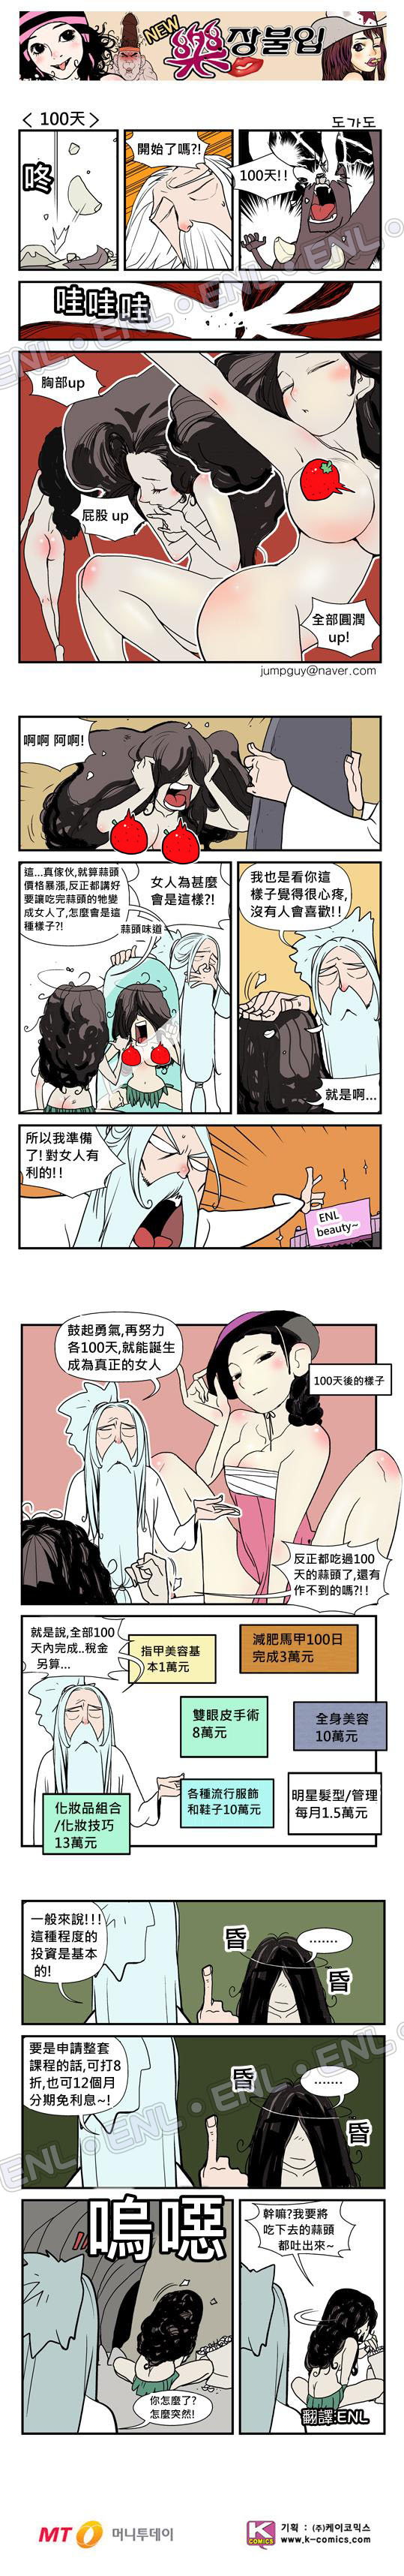 NEW 樂장불입
< 100天 >
도가도
咚
開始了嗎?!
100天!!
哇哇哇
胸部up
屁股 up
全部圓潤
up!
jumpguy@naver.com
啊啊 阿啊!
這...真傢伙,就算蒜頭
價格暴漲,反正都講好
要讓吃完蒜頭的牠變
成女人了,怎麼會是這
種樣子?!
女人為甚麼
會是這樣?!
蒜頭味道
我也是看你這
樣子覺得很心疼,
沒有人會喜歡!!
就是啊...
所以我準備
了! 對女人有
利的!!
ENL
beauty~
鼓起勇氣,再努力
各100天,就能誕生
成為真正的女人
100天後的樣子
反正都吃過100
天的蒜頭了,還有
作不到的嗎?!!
就是說,全部100
天內完成..稅金
另算...
指甲美容基
本1萬元
減肥馬甲100日
完成3萬元
雙眼皮手術
8萬元
全身美容
10萬元
化妝品組合
/化妝技巧
13萬元
各種流行服飾
和鞋子10萬元
明星髮型/管理
每月1.5萬元
一般來說!!!
這種程度的
投資是基本
的!
昏
.......
昏
要是申請整套
課程的話,可打8
折,也可12個月
分期免利息~!
昏
.......
昏
嗚噁
你怎麼了?
怎麼突然!
幹嘛?我要將
吃下去的蒜頭
都吐出來~
翻譯:ENL
MT 머니투데이
K COMICS
기획 : (주)케이코믹스
www.k-comics.com
ENL • ENL • ENL • ENL
ENL • ENL • ENL • ENL